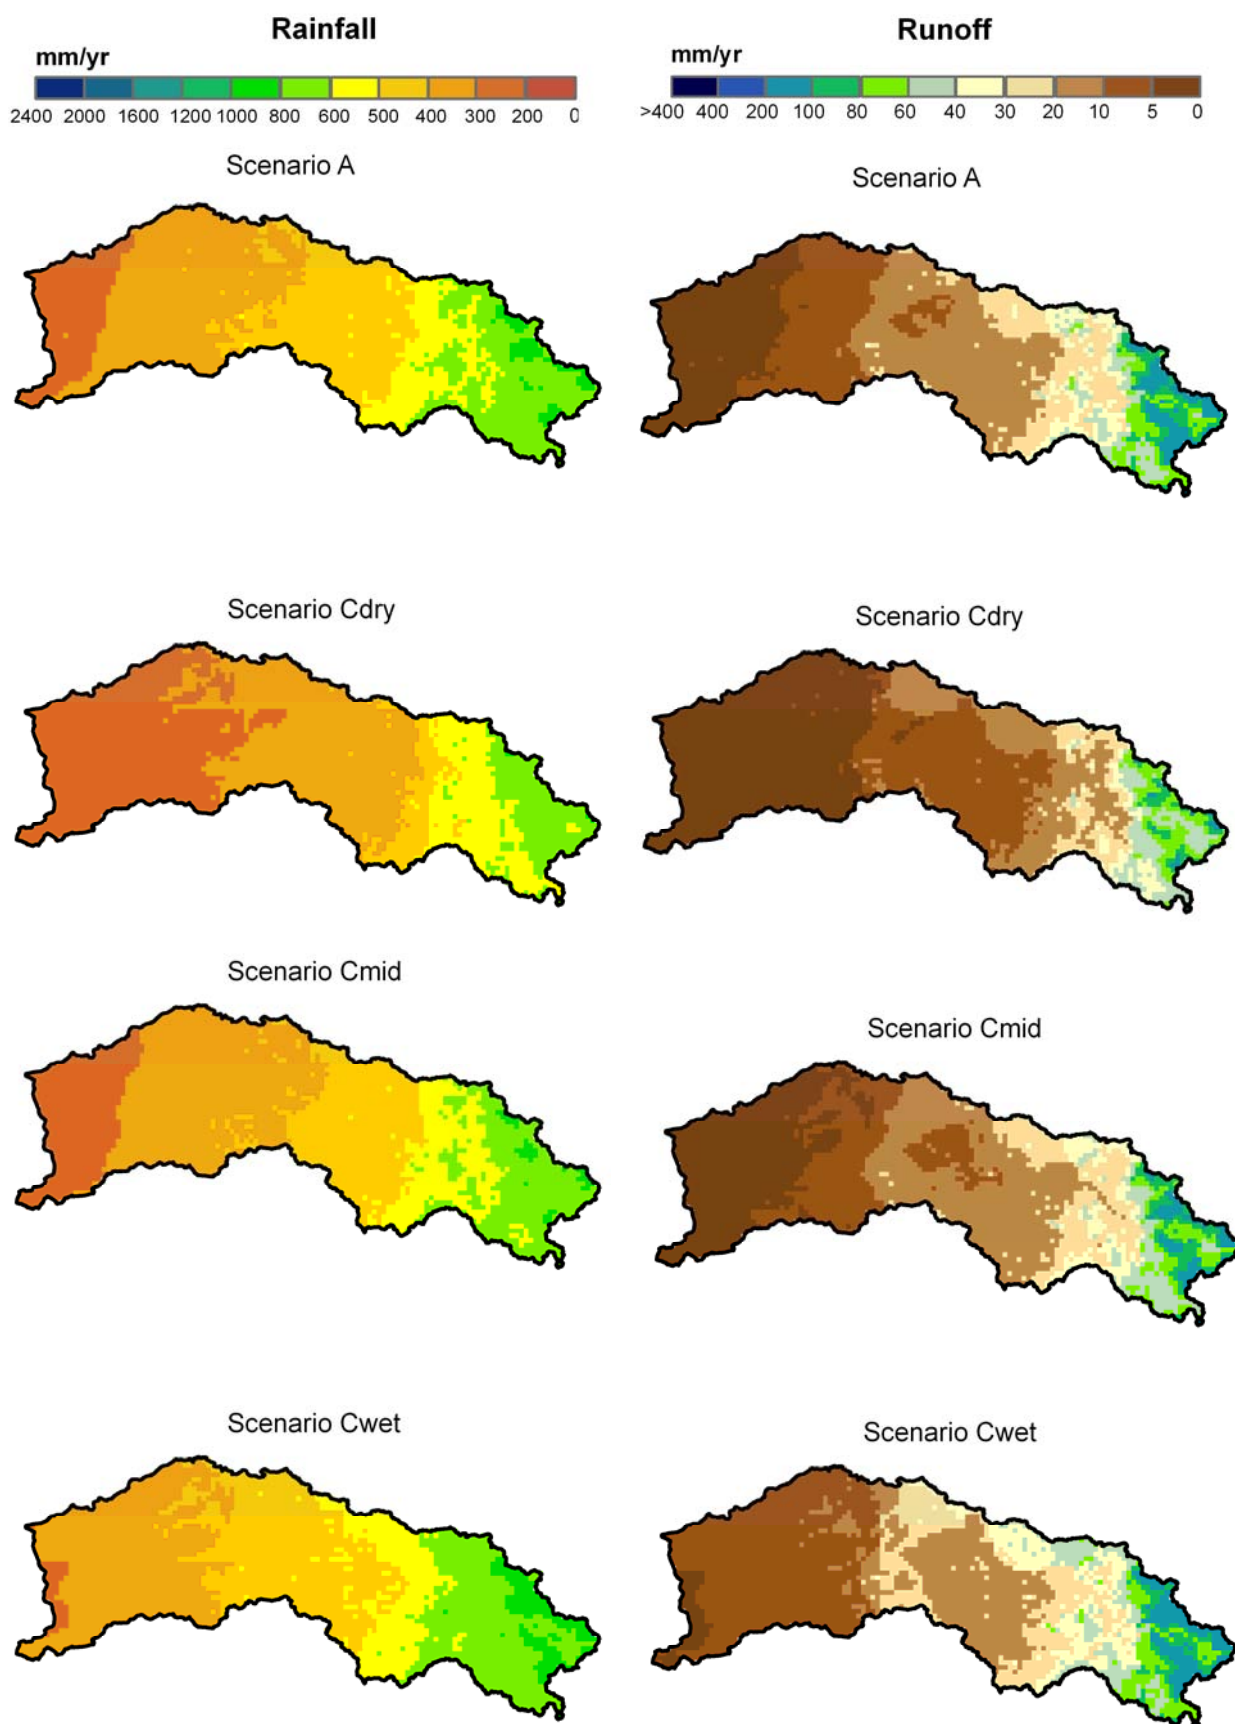 Rainfall
mm/yr
2400 2000 1600 1200 1000 800 600 500 400 300 200 0
Runoff
mm/yr
>400 400 200 100 80 60 40 30 20 10 5 0
Scenario A
Scenario A
Scenario Cdry
Scenario Cdry
Scenario Cmid
Scenario Cmid
Scenario Cwet
Scenario Cwet